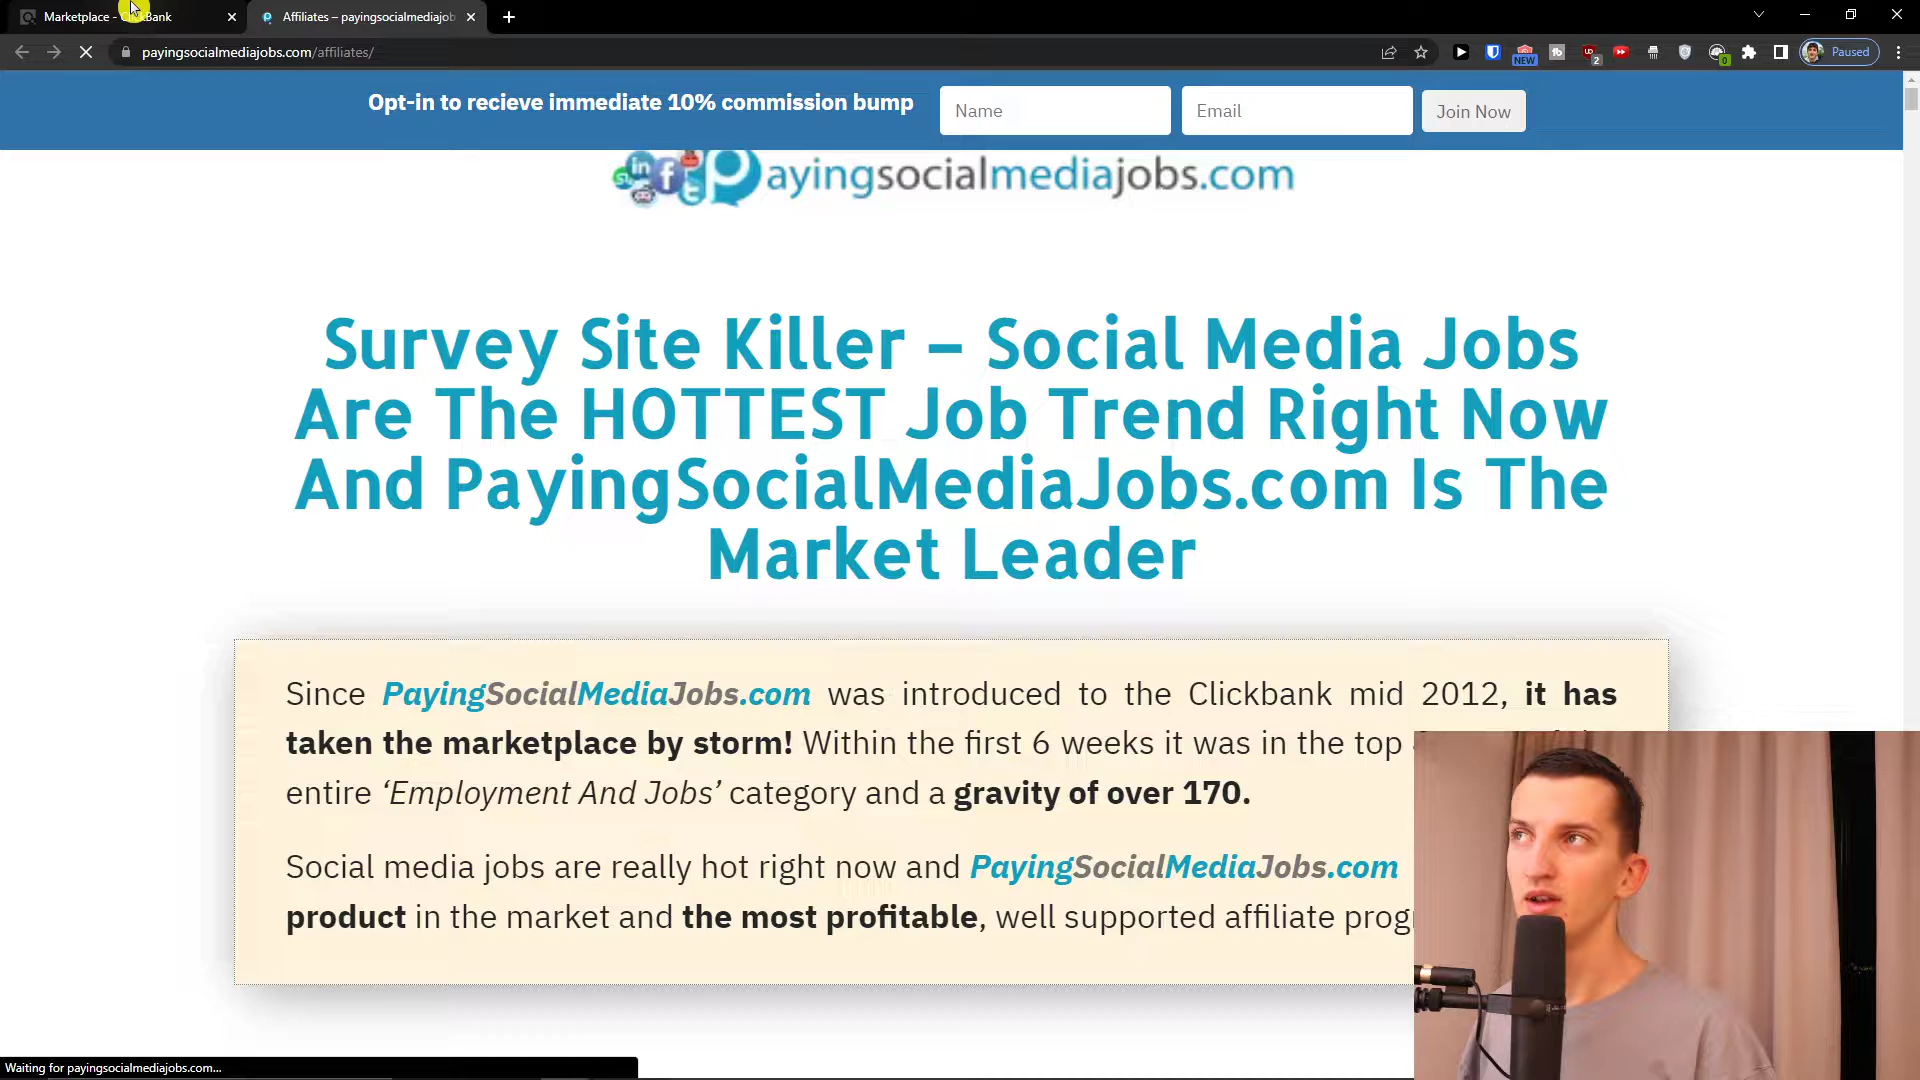 Marketplace - ClickBank
Affiliates – payingsocialmediajob
payingsocialmediajobs.com/affiliates/
NEW
2
0
Paused
Opt-in to recieve immediate 10% commission bump
Name
Email
Join Now
payingsocialmediajobs.com
Survey Site Killer – Social Media Jobs
Are The HOTTEST Job Trend Right Now
And PayingSocialMediaJobs.com Is The
Market Leader
Since PayingSocialMediaJobs.com was introduced to the Clickbank mid 2012, it has
taken the marketplace by storm! Within the first 6 weeks it was in the top
entire ‘Employment And Jobs’ category and a gravity of over 170.
Social media jobs are really hot right now and PayingSocialMediaJobs.com
product in the market and the most profitable, well supported affiliate prog
Waiting for payingsocialmediajobs.com...